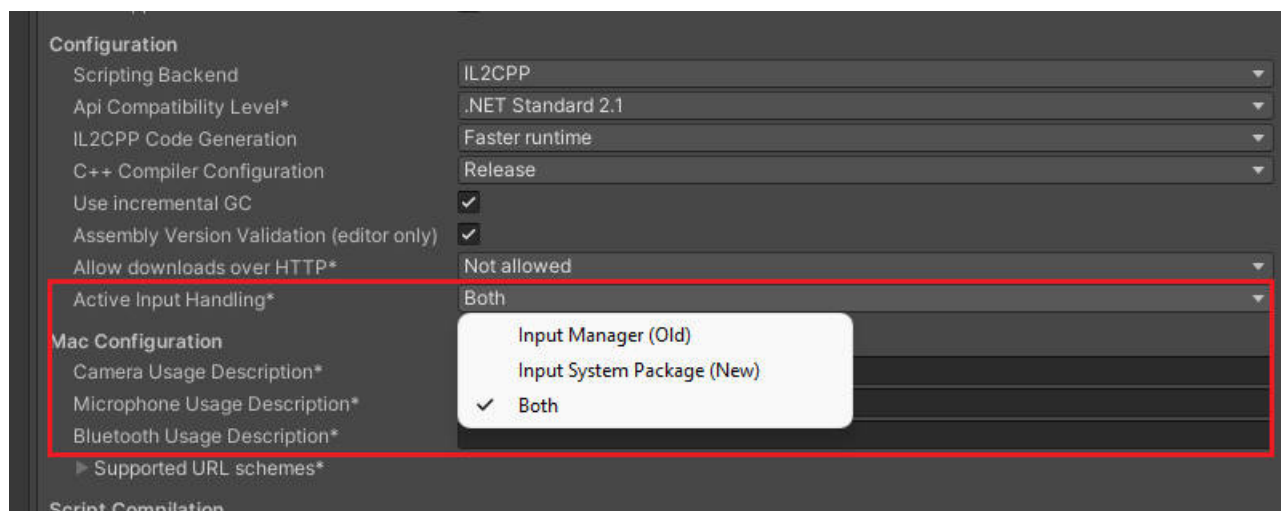 Configuration
Scripting Backend IL2CPP
Api Compatibility Level* .NET Standard 2.1
IL2CPP Code Generation Faster runtime
C++ Compiler Configuration Release
Use incremental GC
Assembly Version Validation (editor only)
Allow downloads over HTTP* Not allowed
Active Input Handling* Both
Input Manager (Old)
Mac Configuration
Input System Package (New)
Camera Usage Description*
Microphone Usage Description* Both
Bluetooth Usage Description*
Supported URL schemes*
Script Compilation